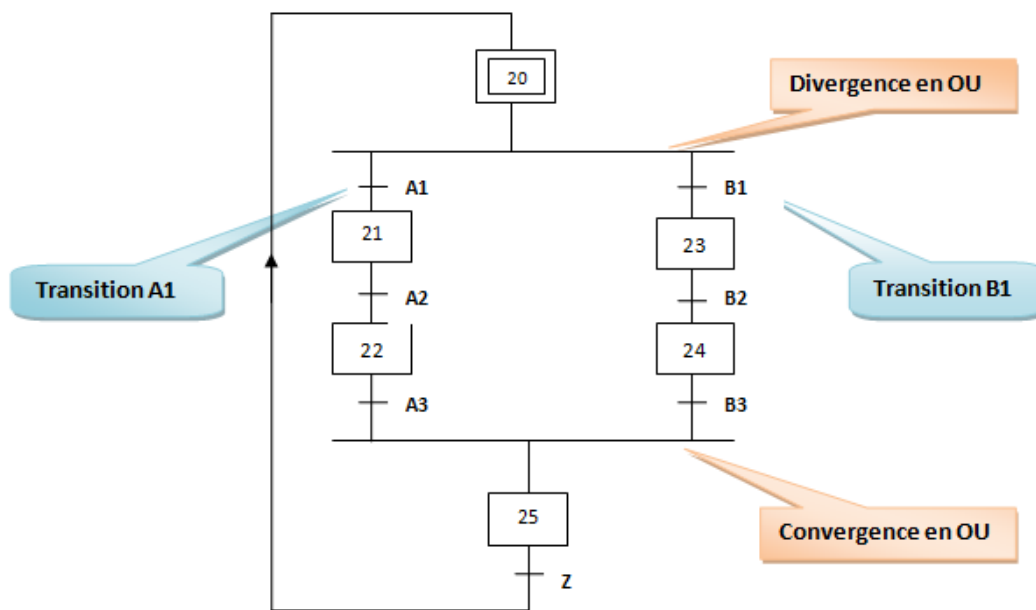 20
Divergence en OU
A1
B1
21
23
Transition A1
Transition B1
A2
B2
22
24
A3
B3
25
Convergence en OU
Z